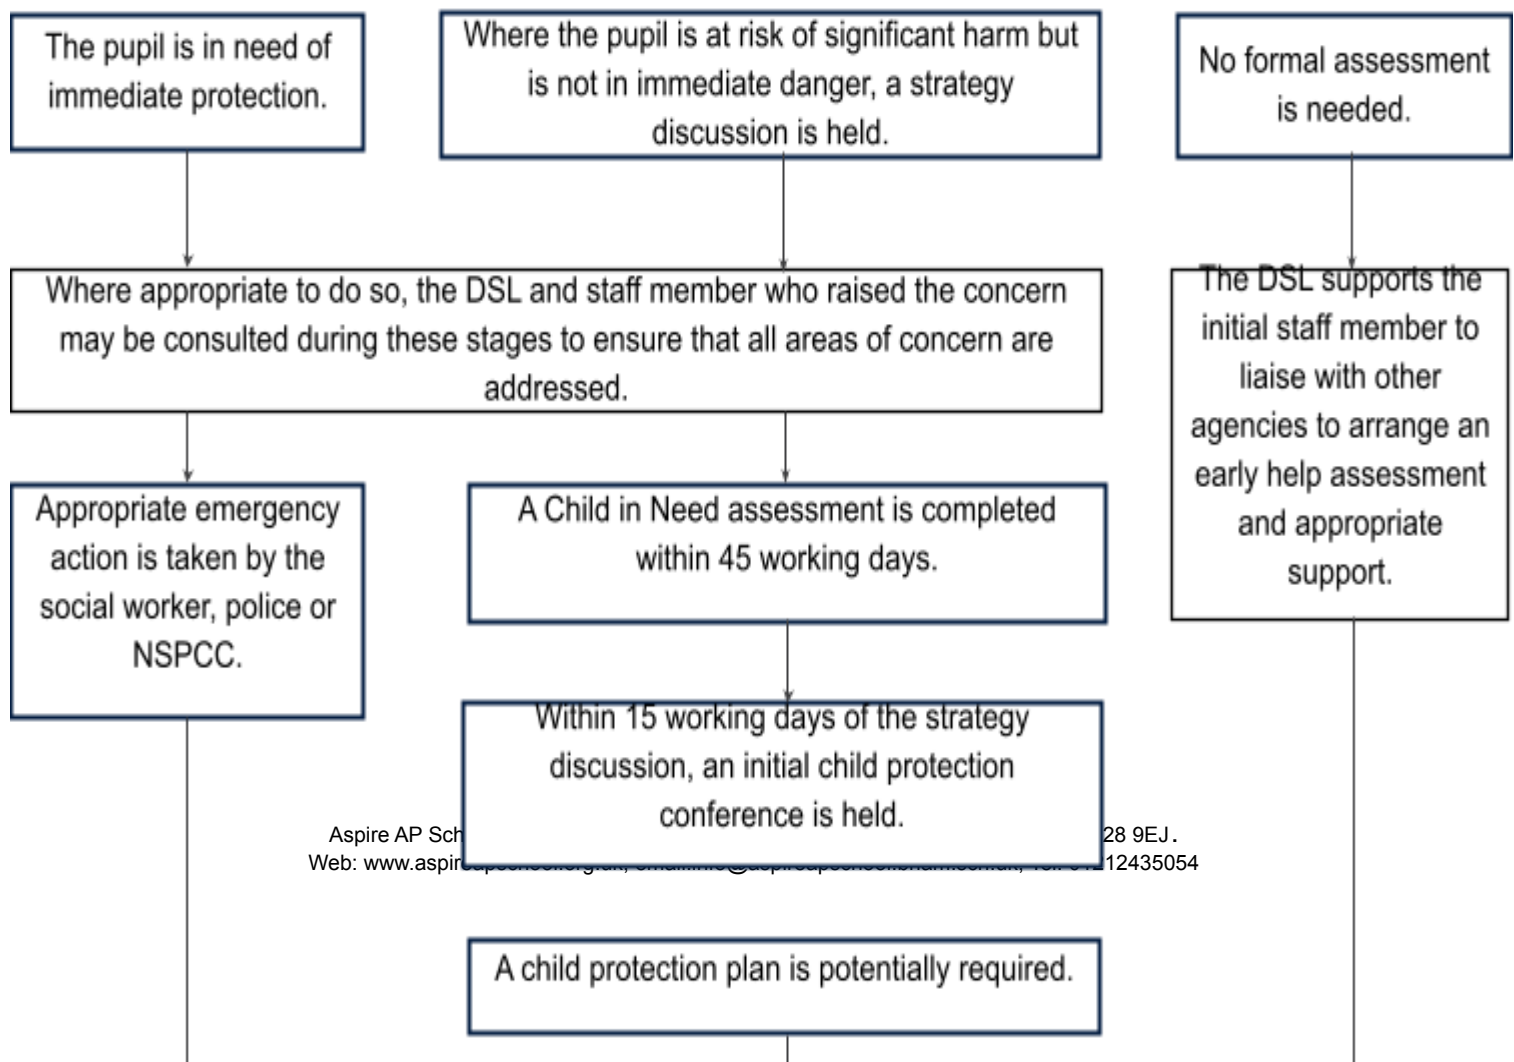 The pupil is in need of
immediate protection.
Where the pupil is at risk of significant harm but
is not in immediate danger, a strategy
discussion is held.
No formal assessment
is needed.
Where appropriate to do so, the DSL and staff member who raised the concern
may be consulted during these stages to ensure that all areas of concern are
addressed.
The DSL supports the
initial staff member to
liaise with other
agencies to arrange an
early help assessment
and appropriate
support.
Appropriate emergency
action is taken by the
social worker, police or
NSPCC.
A Child in Need assessment is completed
within 45 working days.
Within 15 working days of the strategy
discussion, an initial child protection
conference is held.
Aspire AP Sch 28 9EJ.
Web: 12435054
A child protection plan is potentially required.